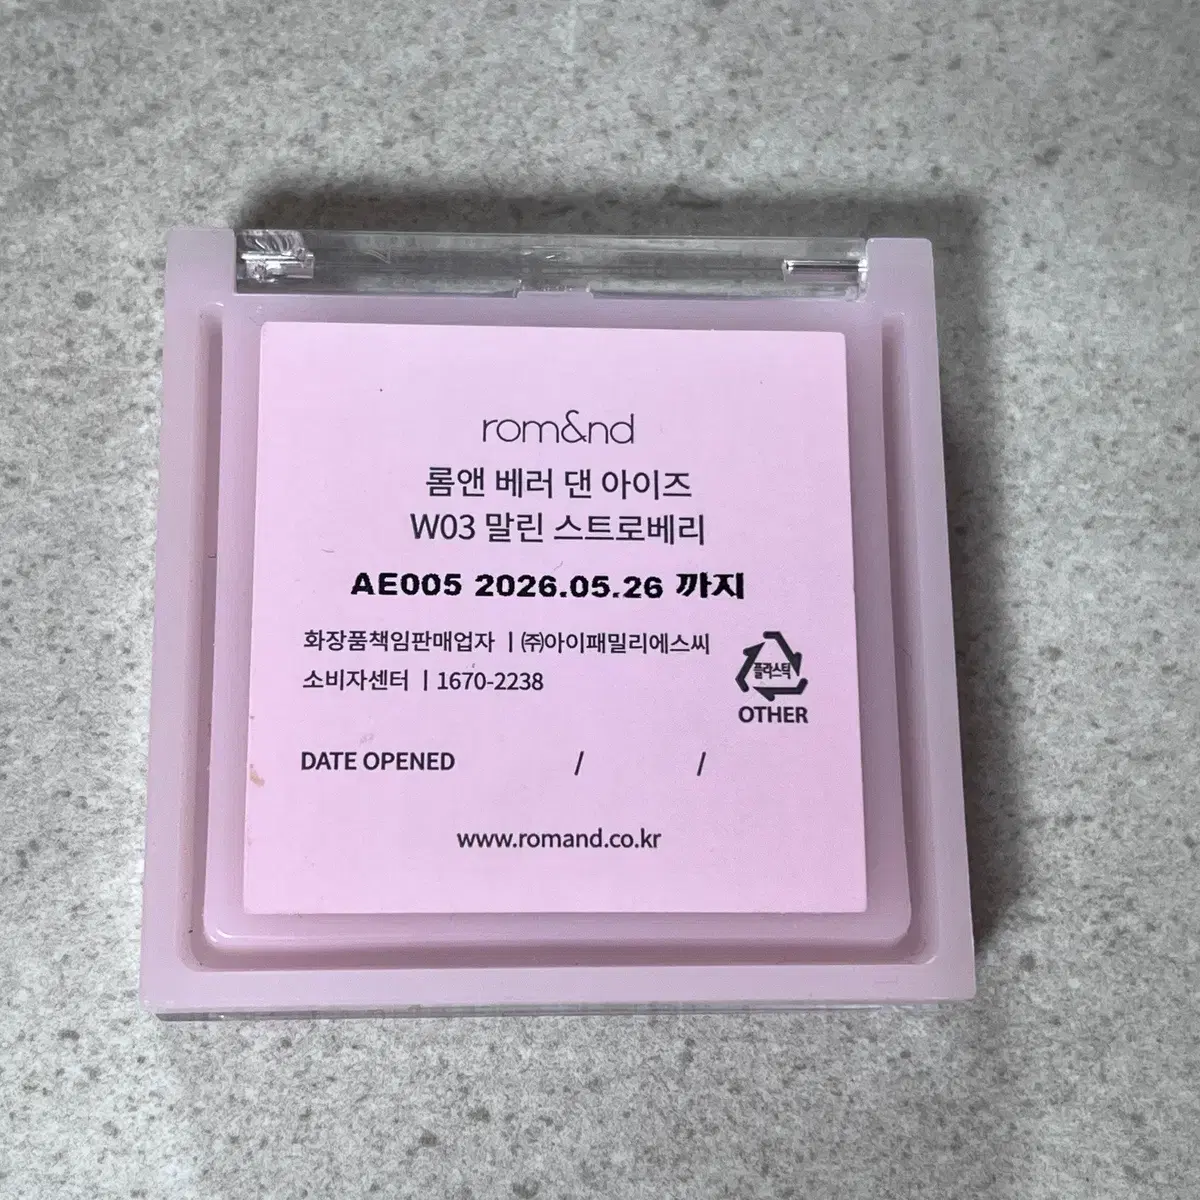 rom&nd
롬앤 베러 댄 아이즈
W03 말린 스트로베리
AE005 2026.05.26 까지
화장품책임판매업자 ㅣ㈜아이패밀리에스씨
소비자센터 ㅣ1670-2238
플라스틱
OTHER
DATE OPENED / /
www.romand.co.kr